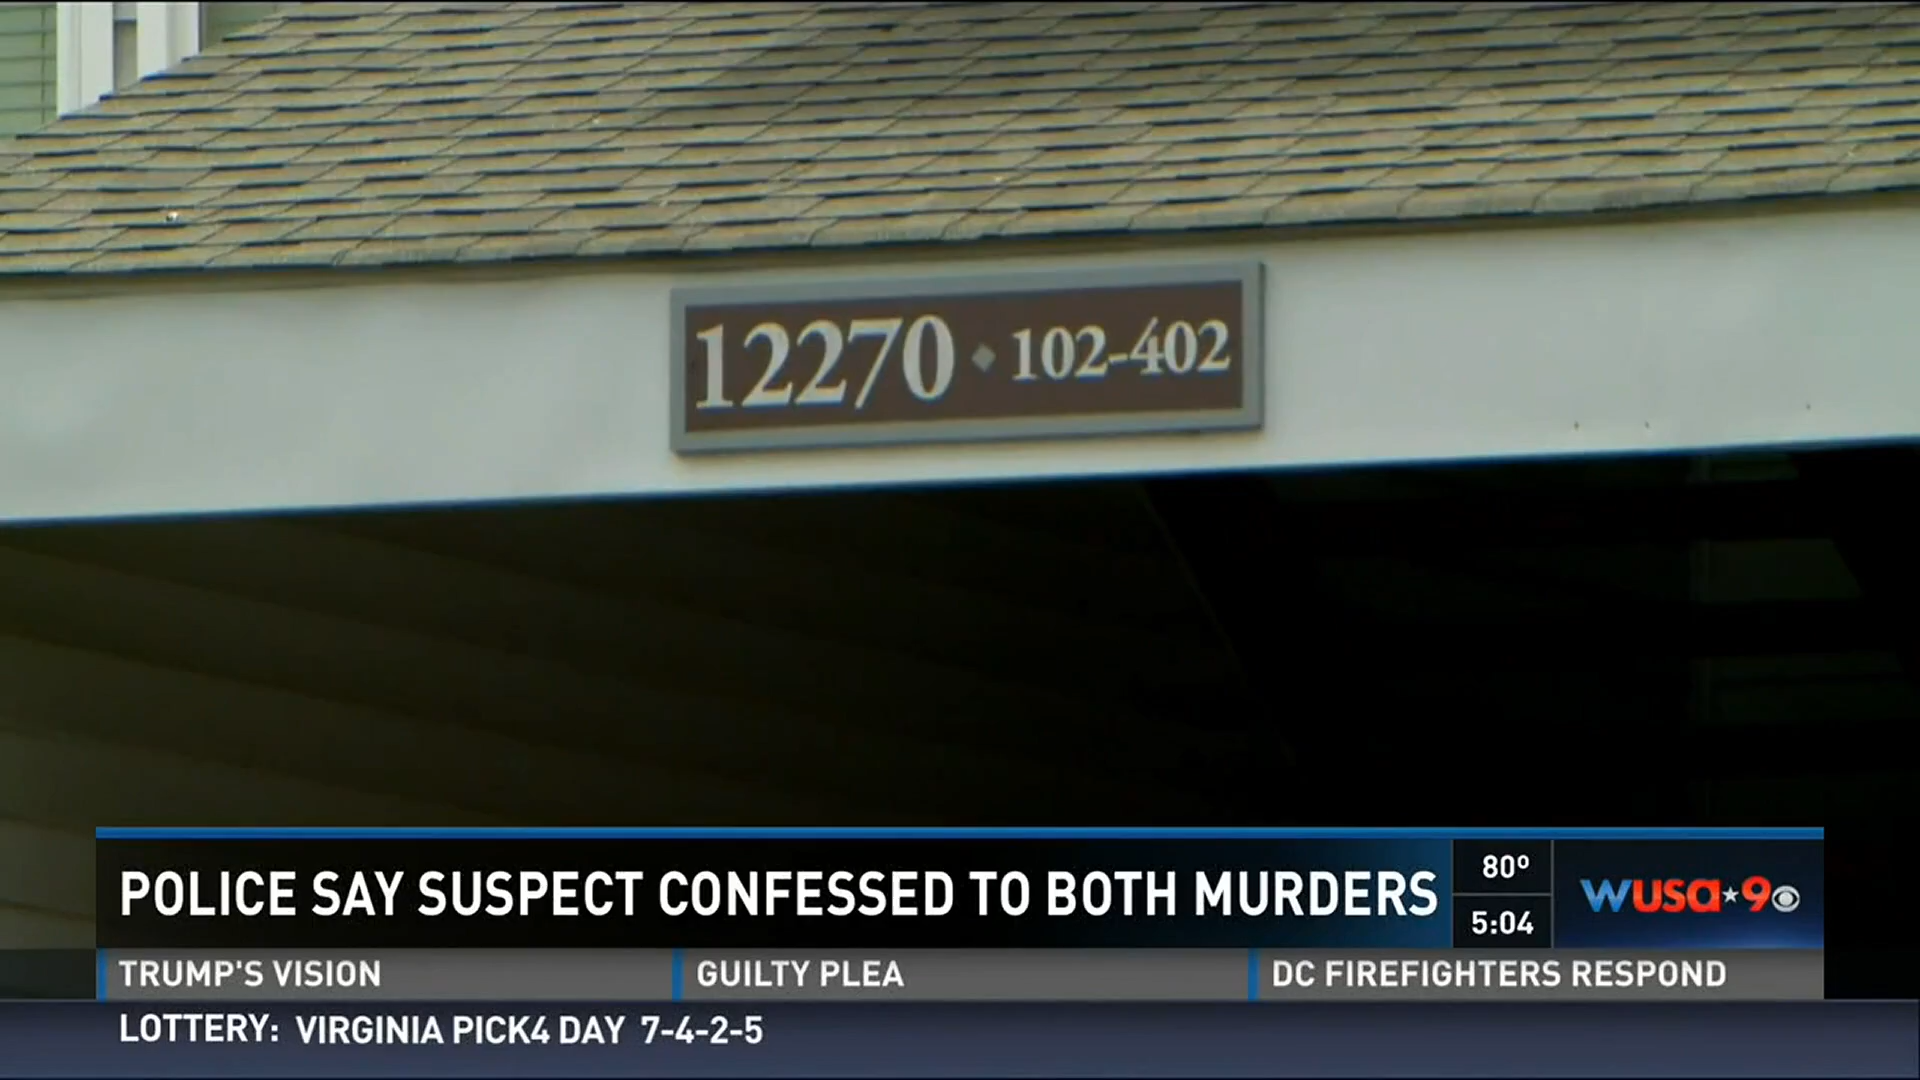 12270 ◆ 102-402
POLICE SAY SUSPECT CONFESSED TO BOTH MURDERS
80°
5:04
WUSA★9
TRUMP'S VISION
GUILTY PLEA
DC FIREFIGHTERS RESPOND
LOTTERY: VIRGINIA PICK4 DAY 7-4-2-5